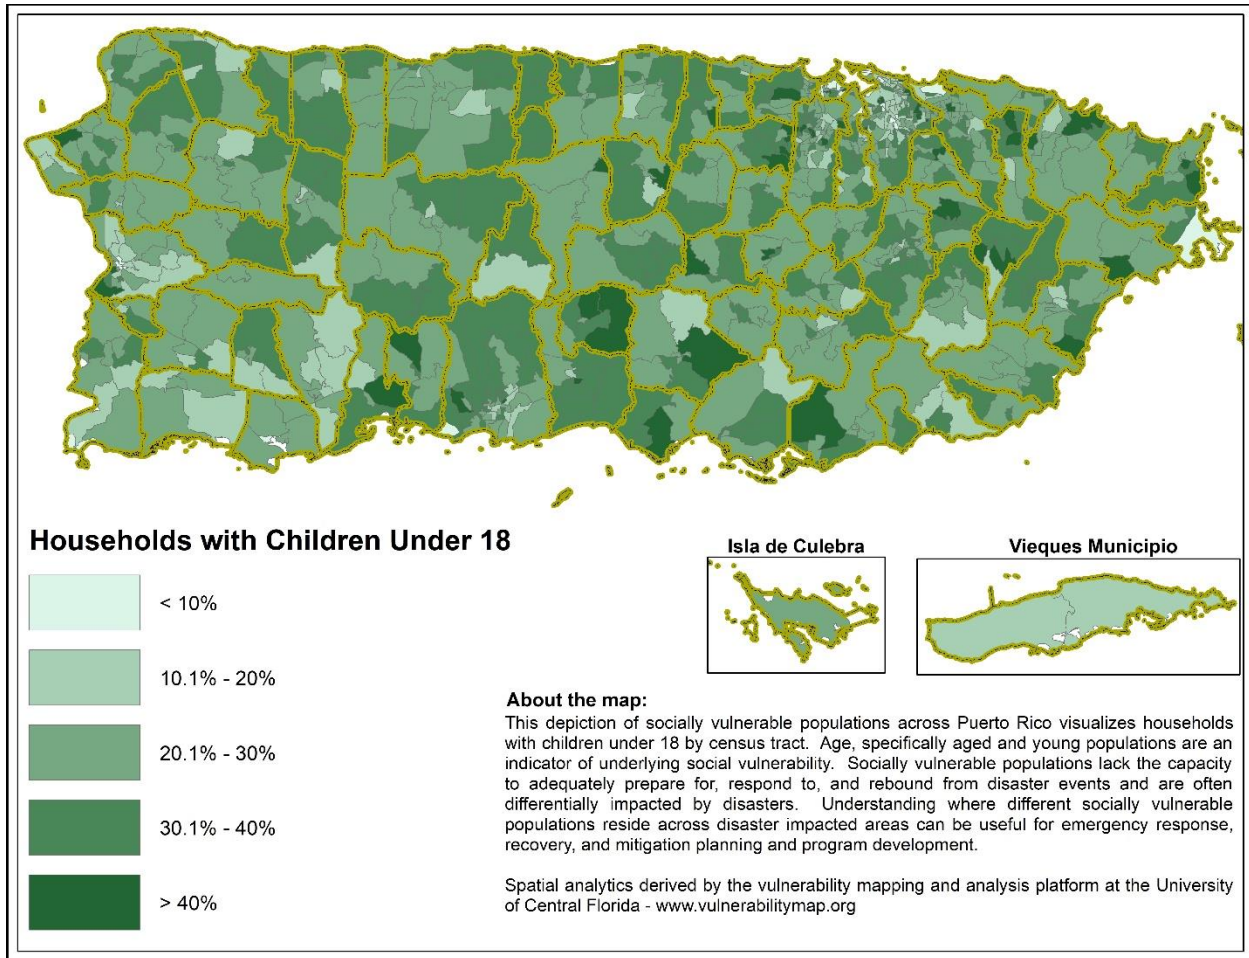 Households with Children Under 18
< 10%
10.1% - 20%
20.1% - 30%
30.1% - 40%
> 40%
Isla de Culebra
Vieques Municipio
About the map:
This depiction of socially vulnerable populations across Puerto Rico visualizes households
with children under 18 by census tract. Age, specifically aged and young populations are an
indicator of underlying social vulnerability. Socially vulnerable populations lack the capacity
to adequately prepare for, respond to, and rebound from disaster events and are often
differentially impacted by disasters. Understanding where different socially vulnerable
populations reside across disaster impacted areas can be useful for emergency response,
recovery, and mitigation planning and program development.
Spatial analytics derived by the vulnerability mapping and analysis platform at the University
of Central Florida - www.vulnerabilitymap.org